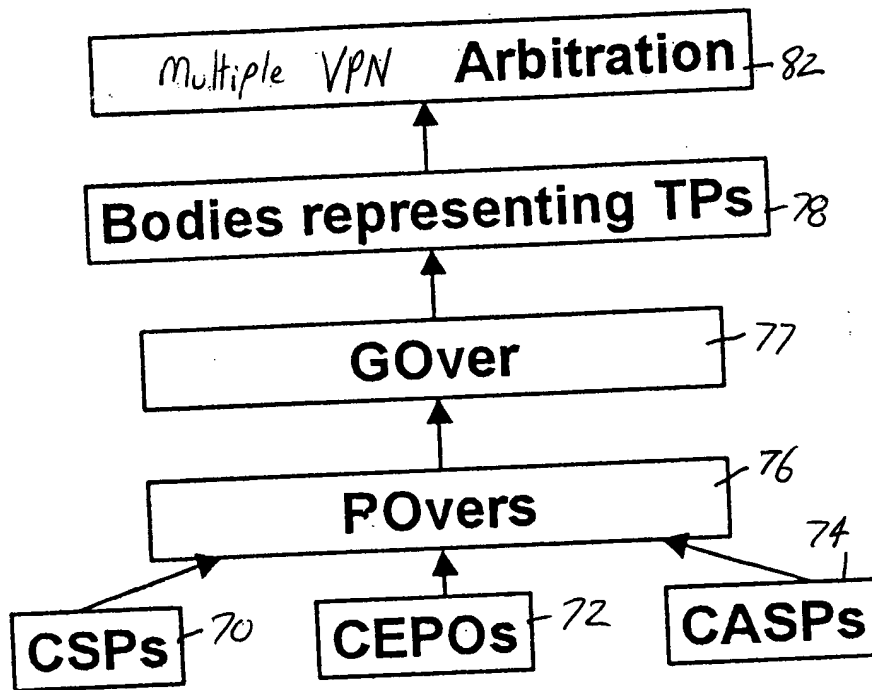 Multiple VPN Arbitration 82
Bodies representing TPs 78
GOver 77
POvers 76
74
CSPs 70 CEPOs 72 CASPs